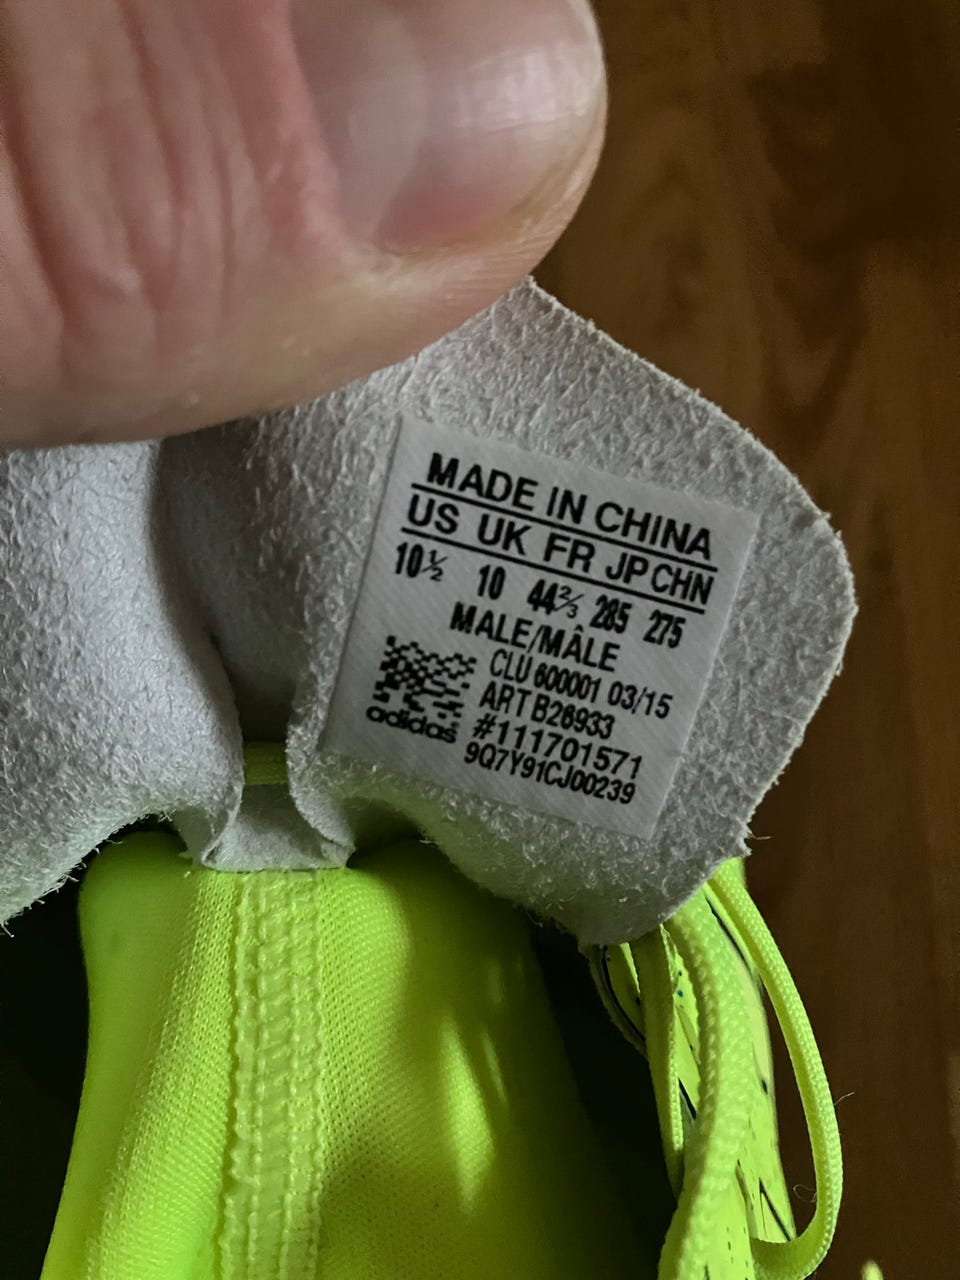 MADE IN CHINA
US UK FR JP CHN
10½ 10 44⅔ 285 275
MALE/MÂLE
CLU 600001 03/15
ART B26933
#111701571
9Q7Y91CJ00239
adidas